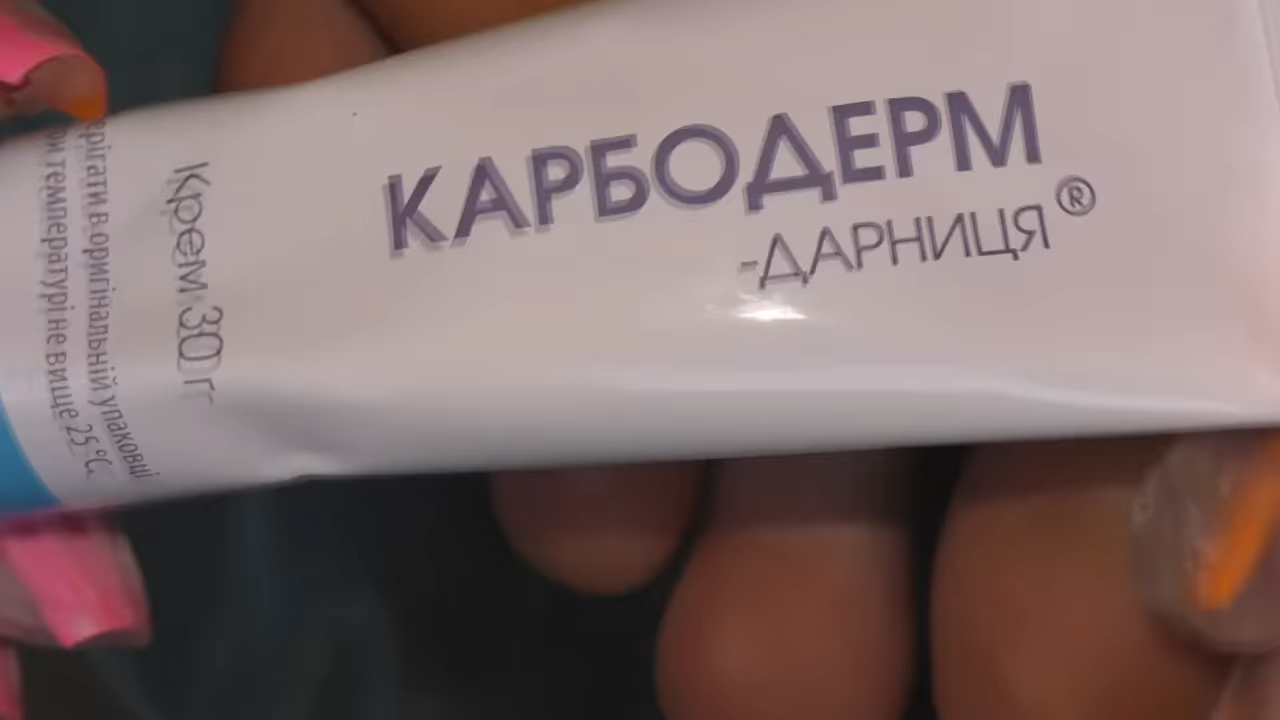 КАРБОДЕРМ
-ДАРНИЦЯ®
Крем 30 г
в оригінальній упаковці
температурі не вище 25°С.